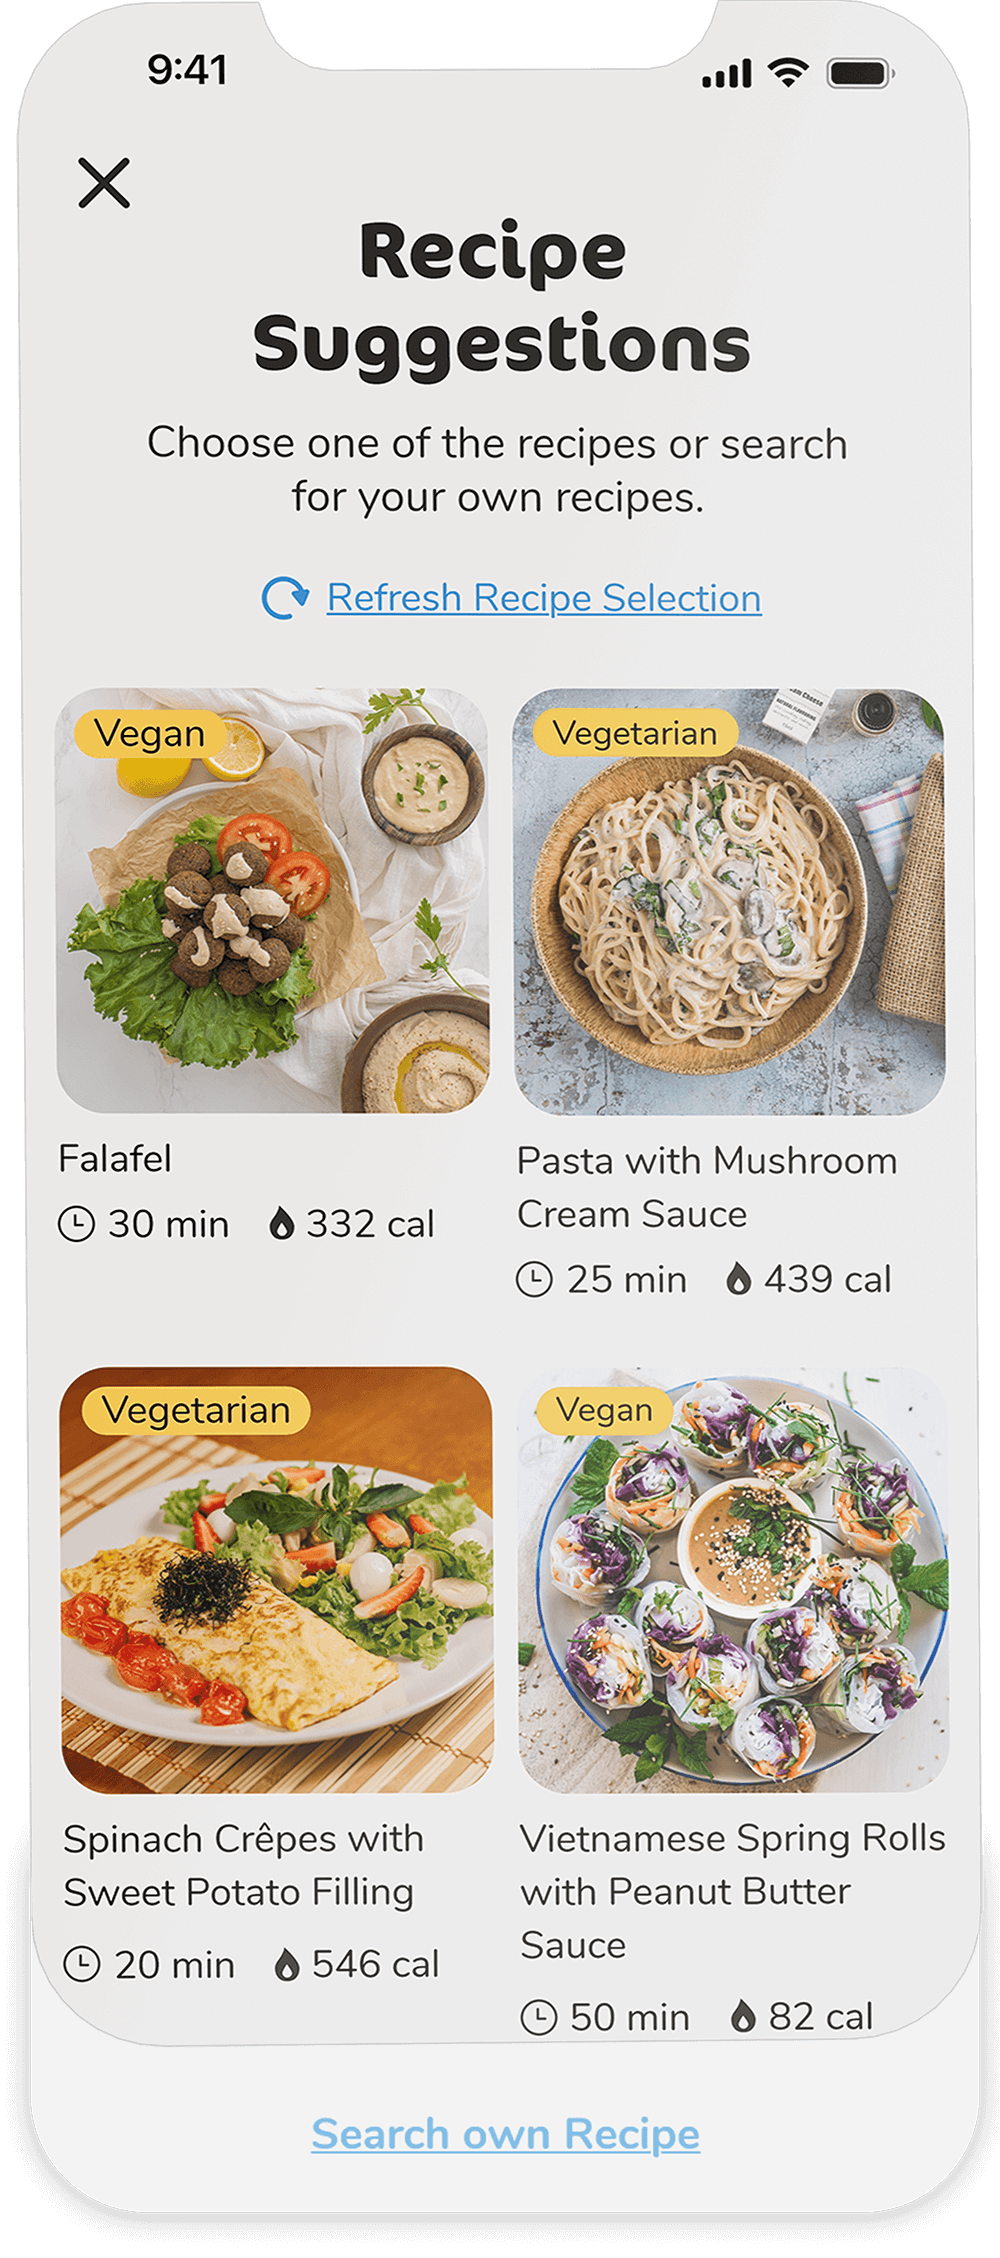 9:41
Recipe
Suggestions
Choose one of the recipes or search
for your own recipes.
Refresh Recipe Selection
Vegan
Vegetarian
Cheese
Falafel
30 min 332 cal
Pasta with Mushroom
Cream Sauce
25 min 439 cal
Vegetarian
Vegan
Spinach Crêpes with
Sweet Potato Filling
20 min 546 cal
Vietnamese Spring Rolls
with Peanut Butter
Sauce
50 min 82 cal
Search own Recipe